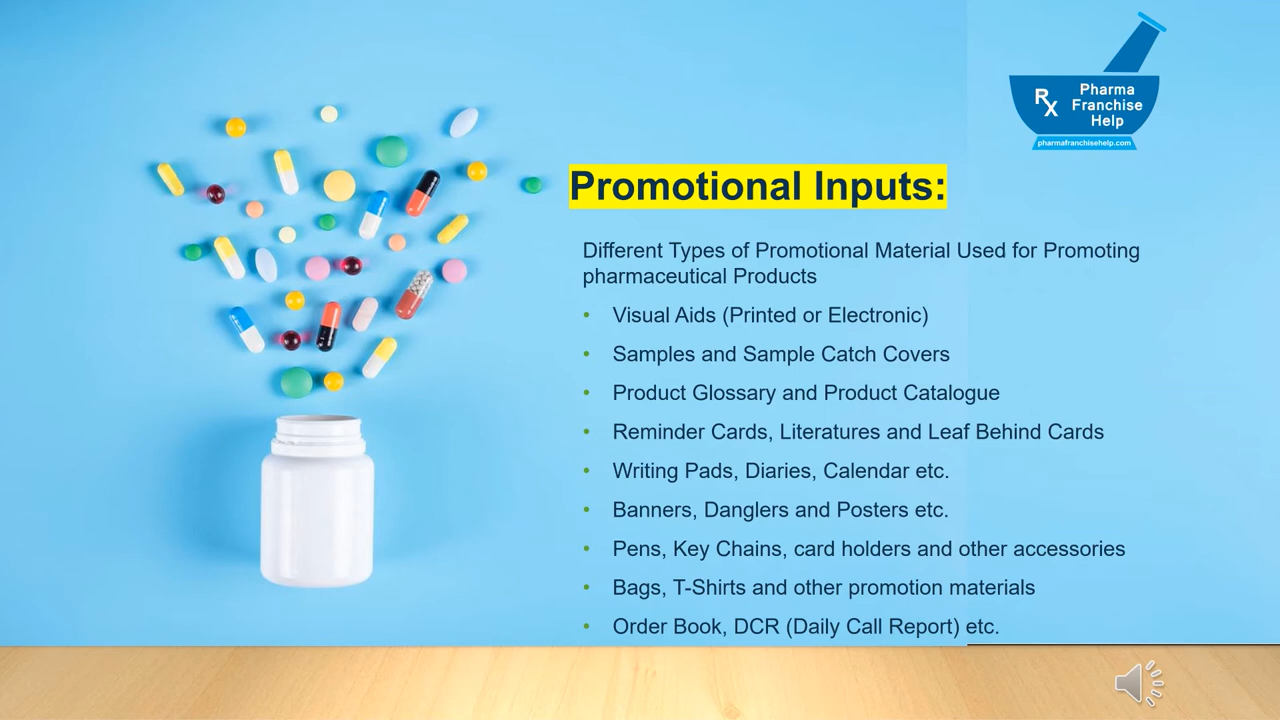 Rx
Pharma
Franchise
Help
pharmafranchisehelp.com
Promotional Inputs:
Different Types of Promotional Material Used for Promoting
pharmaceutical Products
• Visual Aids (Printed or Electronic)
• Samples and Sample Catch Covers
• Product Glossary and Product Catalogue
• Reminder Cards, Literatures and Leaf Behind Cards
• Writing Pads, Diaries, Calendar etc.
• Banners, Danglers and Posters etc.
• Pens, Key Chains, card holders and other accessories
• Bags, T-Shirts and other promotion materials
• Order Book, DCR (Daily Call Report) etc.